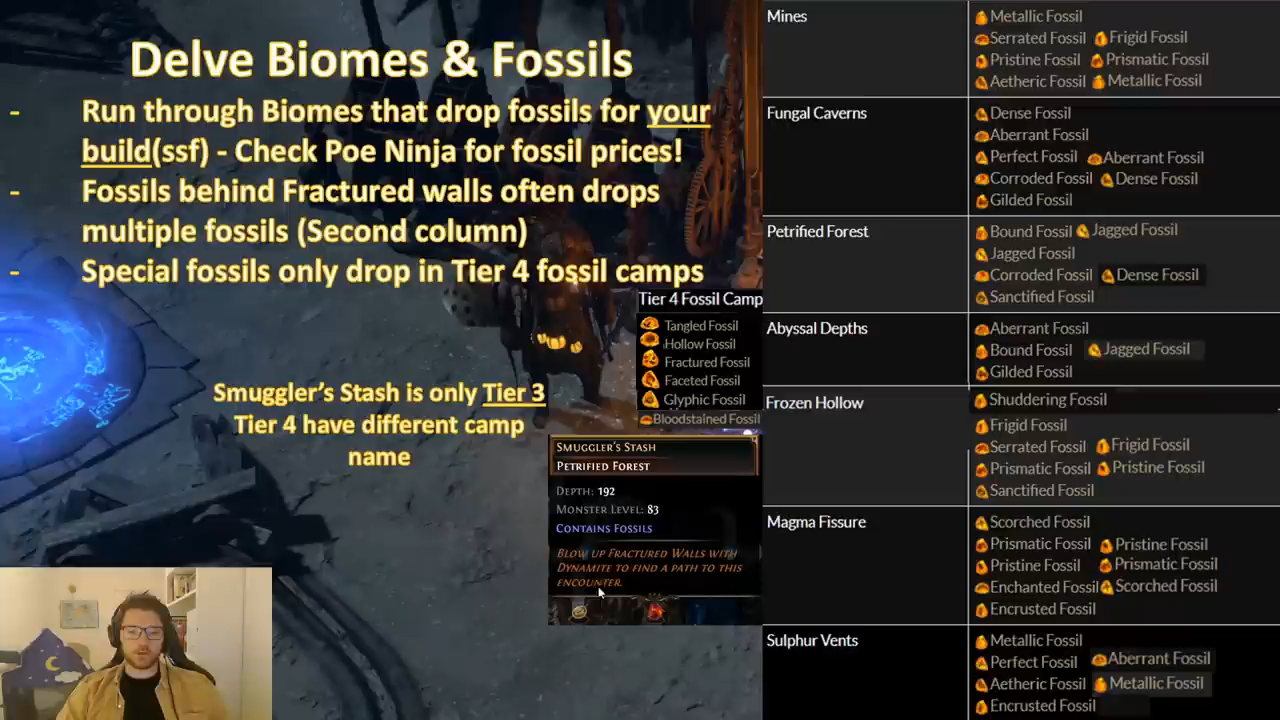 Delve Biomes & Fossils
- Run through Biomes that drop fossils for your
build(ssf) - Check Poe Ninja for fossil prices!
- Fossils behind Fractured walls often drops
multiple fossils (Second column)
- Special fossils only drop in Tier 4 fossil camps
Smuggler's Stash is only Tier 3
Tier 4 have different camp
name
Tier 4 Fossil Camp
Tangled Fossil
Hollow Fossil
Fractured Fossil
Faceted Fossil
Glyphic Fossil
Bloodstained Fossil
Smuggler's Stash
Petrified Forest
Depth: 192
Monster Level: 83
Contains Fossils
Blow up Fractured Walls with
Dynamite to find a path to this
encounter.
Mines
Metallic Fossil
Serrated Fossil Frigid Fossil
Pristine Fossil Prismatic Fossil
Aetheric Fossil Metallic Fossil
Fungal Caverns
Dense Fossil
Aberrant Fossil
Perfect Fossil Aberrant Fossil
Corroded Fossil Dense Fossil
Gilded Fossil
Petrified Forest
Bound Fossil Jagged Fossil
Jagged Fossil
Corroded Fossil Dense Fossil
Sanctified Fossil
Abyssal Depths
Aberrant Fossil
Bound Fossil Jagged Fossil
Gilded Fossil
Frozen Hollow
Shuddering Fossil
Frigid Fossil
Serrated Fossil Frigid Fossil
Prismatic Fossil Pristine Fossil
Sanctified Fossil
Magma Fissure
Scorched Fossil
Prismatic Fossil Pristine Fossil
Pristine Fossil Prismatic Fossil
Enchanted Fossil Scorched Fossil
Encrusted Fossil
Sulphur Vents
Metallic Fossil
Perfect Fossil Aberrant Fossil
Aetheric Fossil Metallic Fossil
Encrusted Fossil